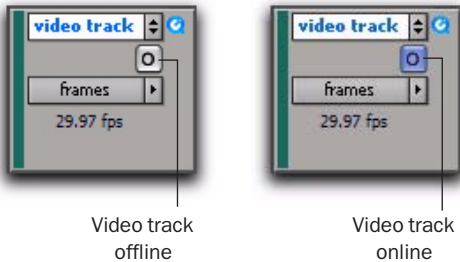 video track
O
frames
29.97 fps
Video track
offline
video track
O
frames
29.97 fps
Video track
online